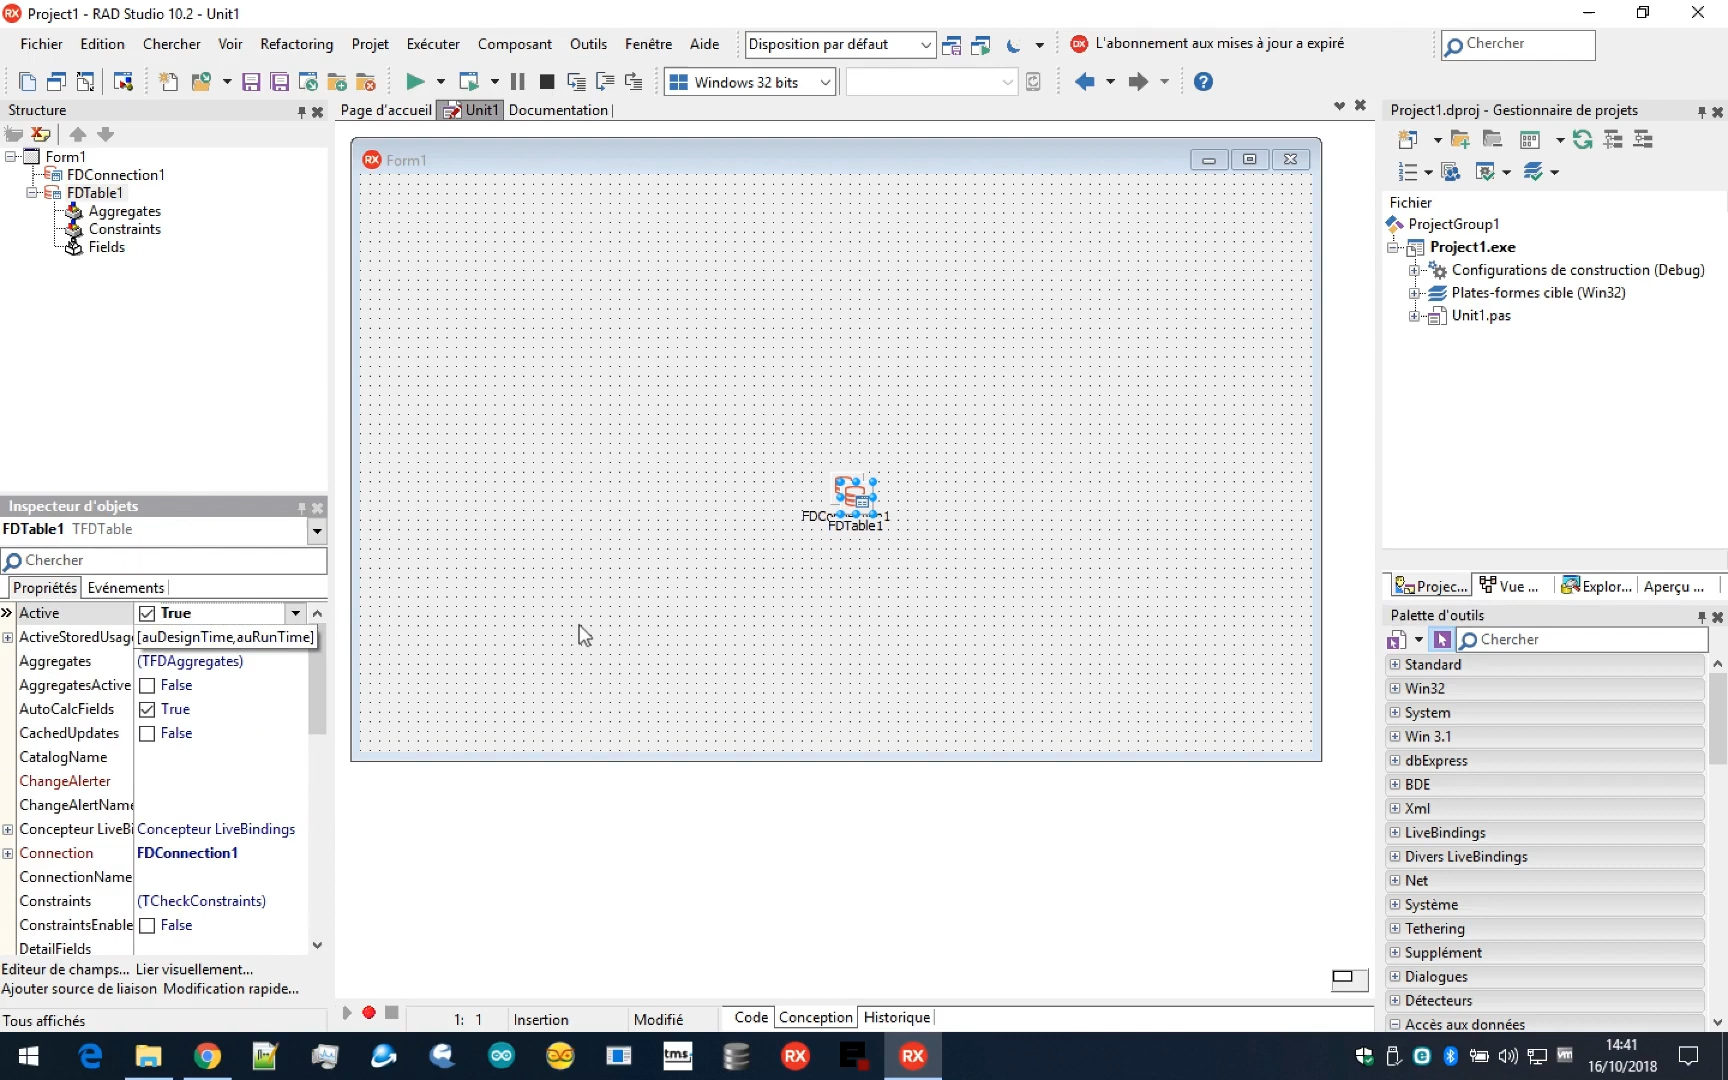 Project1 - RAD Studio 10.2 - Unit1
Fichier Edition Chercher Voir Refactoring Projet Exécuter Composant Outils Fenêtre Aide
Disposition par défaut
L'abonnement aux mises à jour a expiré
Chercher
Windows 32 bits
Structure
Form1
FDConnection1
FDTable1
Aggregates
Constraints
Fields
Page d'accueil Unit1 Documentation
Form1
FDTable1
Inspecteur d'objets
FDTable1 TFDTable
Chercher
Propriétés Evénements
Active True
ActiveStoredUsag [auDesignTime,auRunTime]
Aggregates (TFDAggregates)
AggregatesActive False
AutoCalcFields True
CachedUpdates False
CatalogName
ChangeAlerter
ChangeAlertName
Concepteur LiveBi Concepteur LiveBindings
Connection FDConnection1
ConnectionName
Constraints (TCheckConstraints)
ConstraintsEnable False
DetailFields
Editeur de champs... Lier visuellement...
Ajouter source de liaison Modification rapide...
Tous affichés
1: 1 Insertion Modifié Code Conception Historique
Project1.dproj - Gestionnaire de projets
Fichier
ProjectGroup1
Project1.exe
Configurations de construction (Debug)
Plates-formes cible (Win32)
Unit1.pas
Projec... Vue ... Explor... Aperçu ...
Palette d'outils
Chercher
Standard
Win32
System
Win 3.1
dbExpress
BDE
Xml
LiveBindings
Divers LiveBindings
Net
Système
Tethering
Supplément
Dialogues
Détecteurs
Accès aux données
tms
RX
RX
14:41
16/10/2018